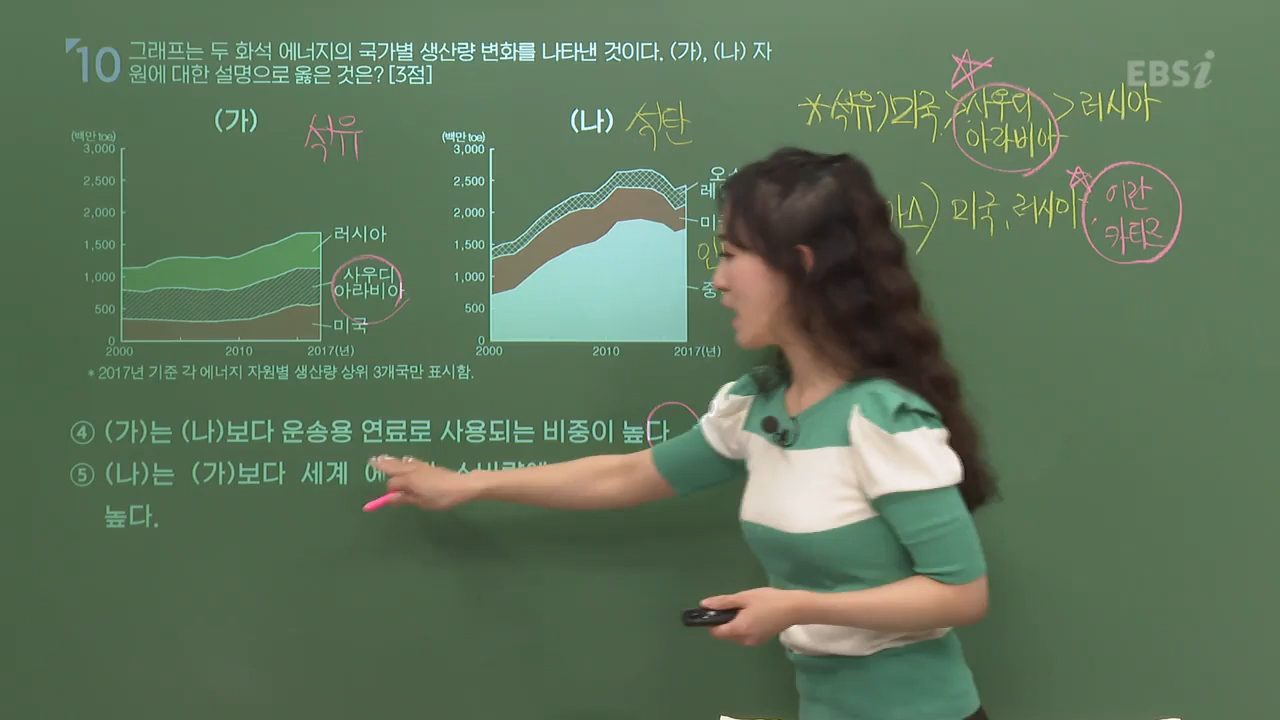 10 그래프는 두 화석 에너지의 국가별 생산량 변화를 나타낸 것이다. (가), (나) 자
원에 대한 설명으로 옳은 것은? [3점]
EBSi
*석유) 미국 > 사우디 아라비아 > 러시아
미국, 러시아
이란
카타르
(가) 석유
(백만 toe)
3,000
2,500
2,000
1,500
1,000
500
0
2000
2010
2017(년)
러시아
사우디
아라비아
미국
(나) 석탄
(백만 toe)
3,000
2,500
2,000
1,500
1,000
500
0
2000
2010
2017(년)
* 2017년 기준 각 에너지 자원별 생산량 상위 3개국만 표시함.
④ (가)는 (나)보다 운송용 연료로 사용되는 비중이 높다
⑤ (나)는 (가)보다 세계
높다.